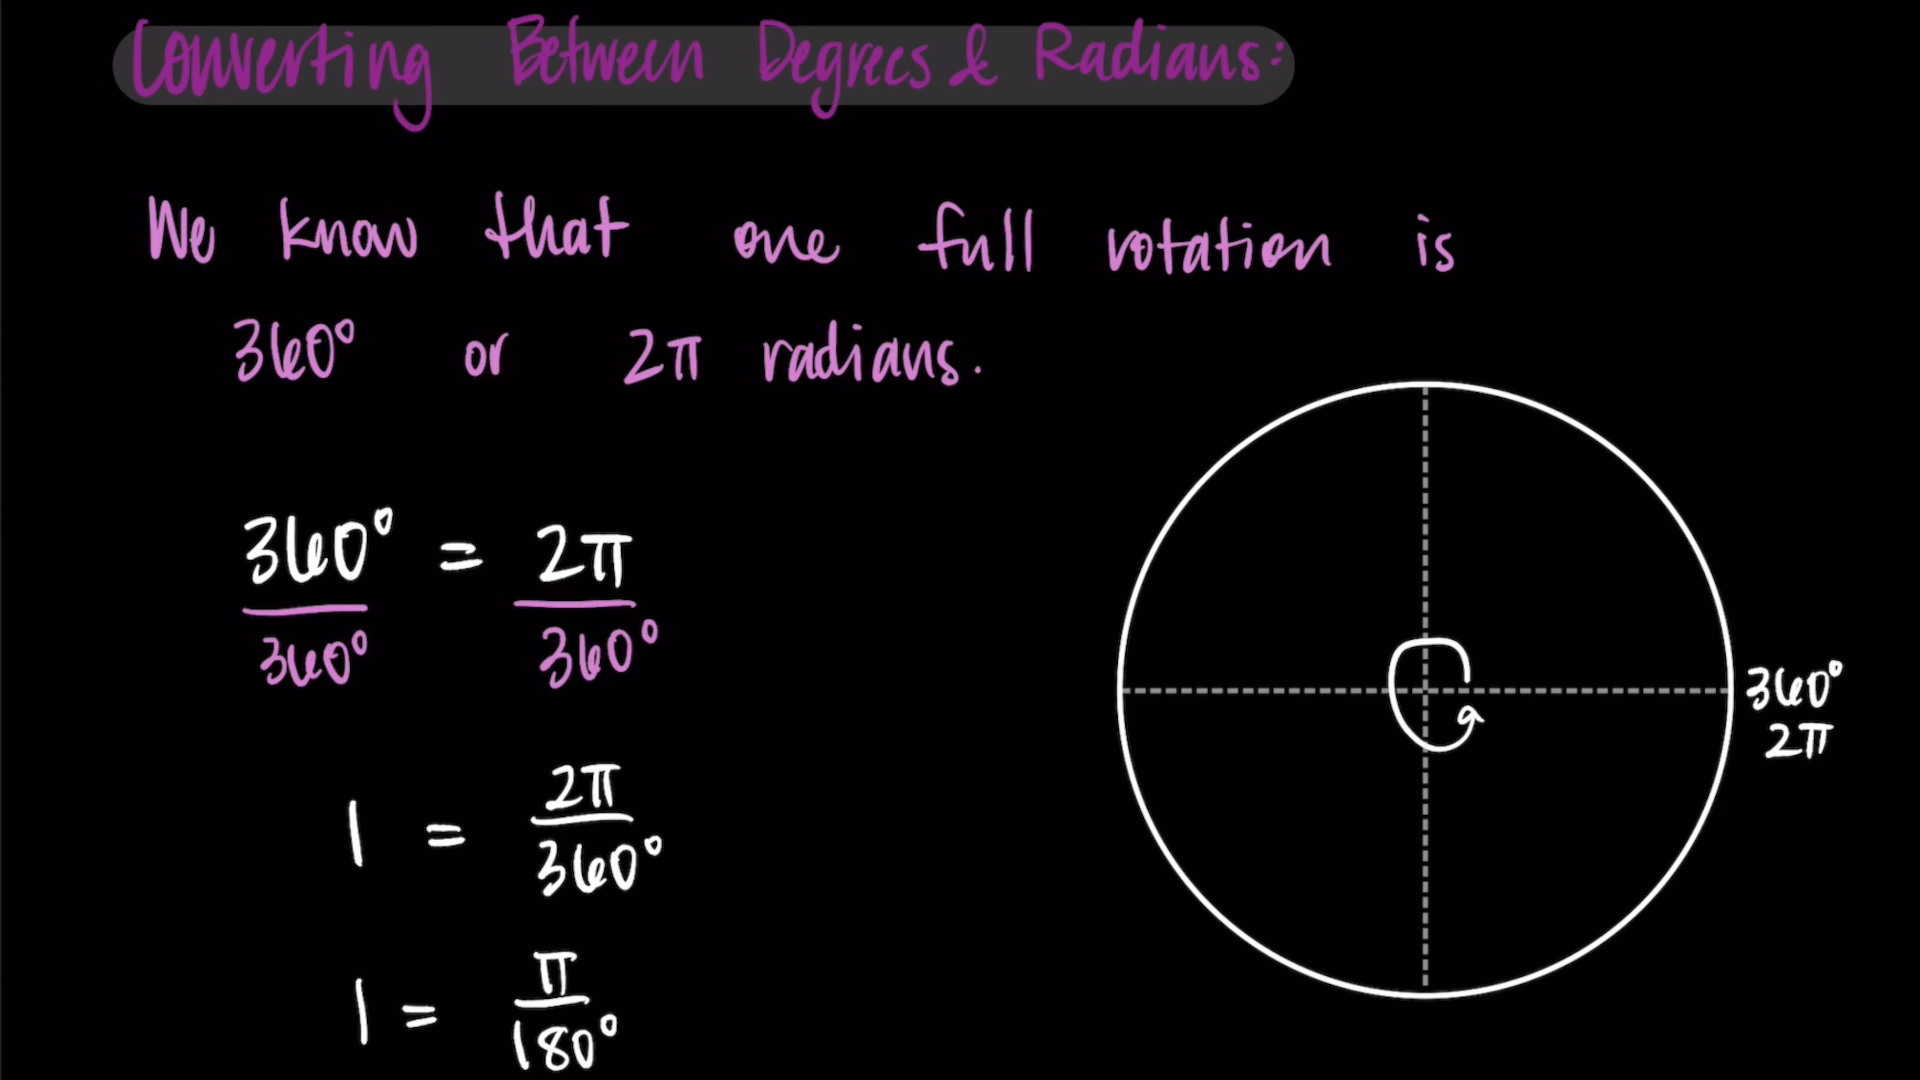 Converting Between Degrees & Radians:
We know that one full rotation is
360° or 2π radians.
360° = 2π
360° 360°
360°
2π
1 = 2π/360°
1 = π/180°